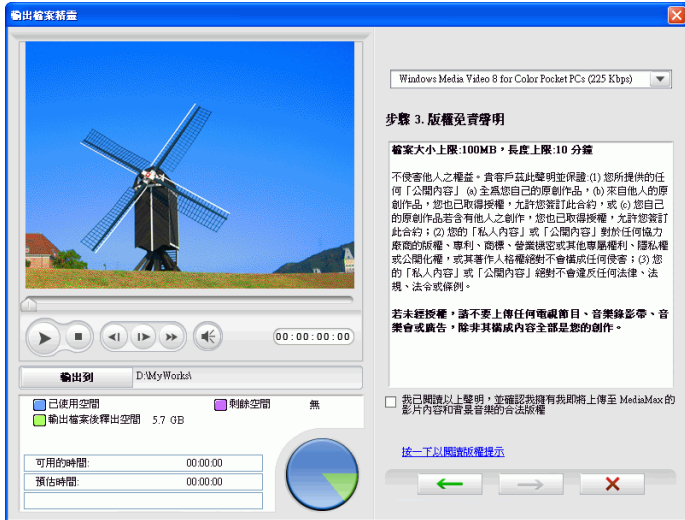 輸出檔案精靈
Windows Media Video 8 for Color Pocket PCs (225 Kbps)
步驟 3. 版權免責聲明
檔案大小上限:100MB，長度上限:10 分鐘
不侵害他人之權益。貴客戶茲此聲明並保證:(1) 您所提供的任
何「公開內容」(a) 全為您自己的原創作品，(b) 來自他人的原
創作品，您也已取得授權，允許您簽訂此合約，或 (c) 您自己
的原創作品若含有他人之創作，您也已取得授權，允許您簽訂
此合約；(2) 您的「私人內容」或「公開內容」對於任何協力
廠商的版權、專利、商標、營業機密或其他專屬權利、隱私權
或公開化權，或其著作人格權絕對不會構成任何侵害；(3) 您
的「私人內容」或「公開內容」絕對不會違反任何法律、法
規、法令或條例。
若未經授權，請不要上傳任何電視節目、音樂錄影帶、音
樂會或廣告，除非其構成內容全部是您的創作。
00:00:00:00
輸出到
D:\MyWorks\
已使用空間
剩餘空間
無
輸出檔案後釋出空間
5.7 GB
可用的時間:
00:00:00
預估時間:
00:00:00
我已閱讀以上聲明，並確認我擁有我即將上傳至 MediaMax 的
影片內容和背景音樂的合法版權
按一下以閱讀版權提示